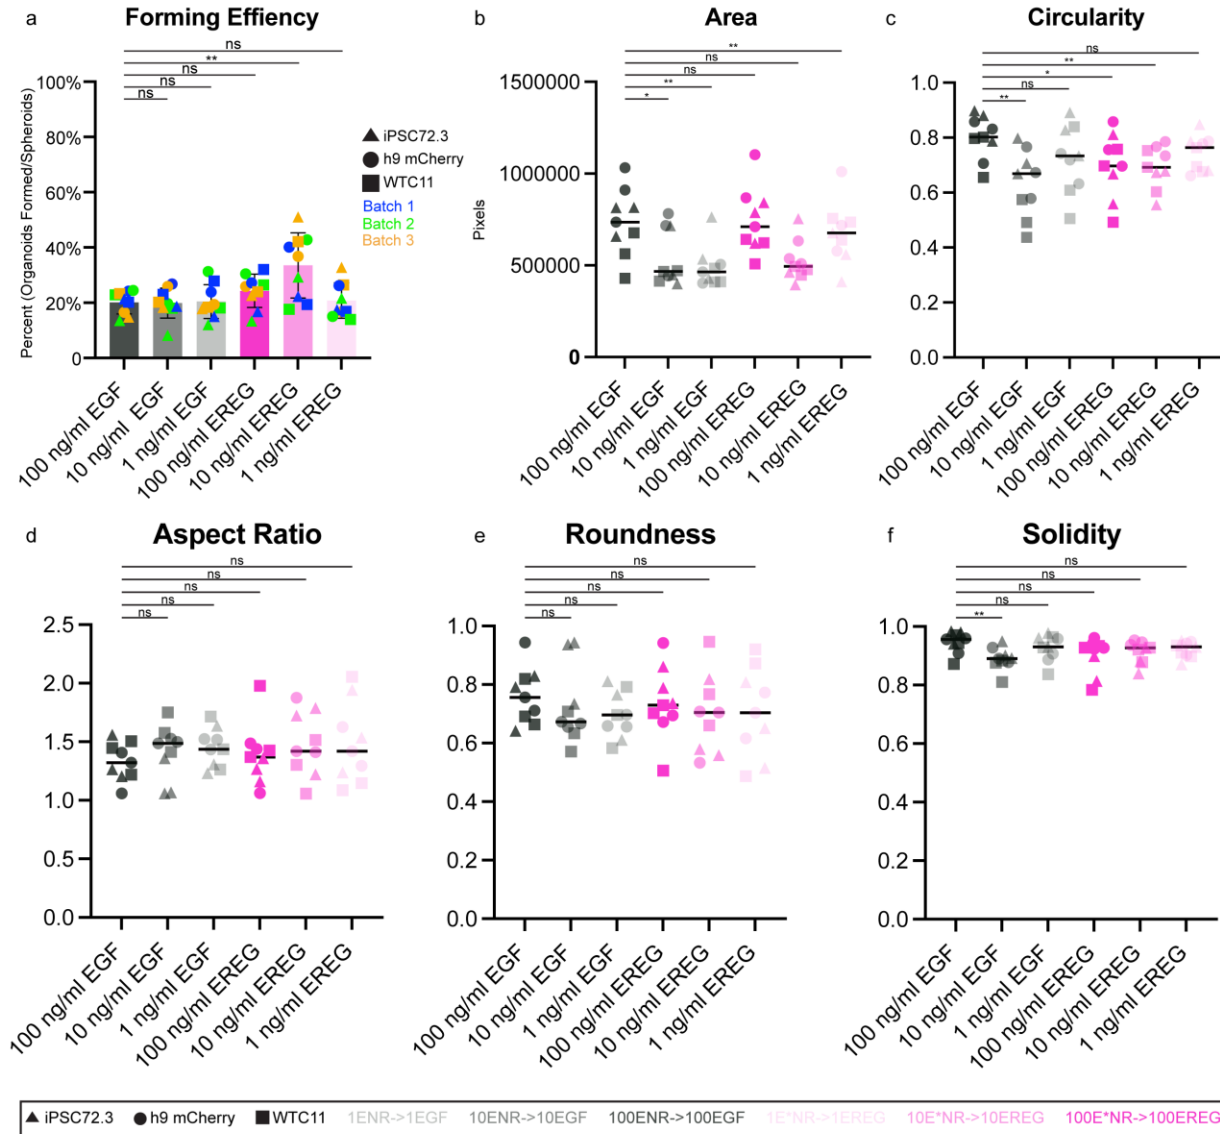 a
Forming Effiency
ns
**
ns
ns
ns
Percent (Organoids Formed/Spheroids)
100%
80%
60%
40%
20%
0
iPSC72.3
h9 mCherry
WTC11
Batch 1
Batch 2
Batch 3
100 ng/ml EGF
10 ng/ml EGF
1 ng/ml EGF
100 ng/ml EREG
10 ng/ml EREG
1 ng/ml EREG
b
Area
**
ns
ns
**
*
Pixels
1500000
1000000
500000
0
100 ng/ml EGF
10 ng/ml EGF
1 ng/ml EGF
100 ng/ml EREG
10 ng/ml EREG
1 ng/ml EREG
c
Circularity
ns
**
*
ns
**
1.0
0.8
0.6
0.4
0.2
0.0
100 ng/ml EGF
10 ng/ml EGF
1 ng/ml EGF
100 ng/ml EREG
10 ng/ml EREG
1 ng/ml EREG
d
Aspect Ratio
ns
ns
ns
ns
ns
2.5
2.0
1.5
1.0
0.5
0.0
100 ng/ml EGF
10 ng/ml EGF
1 ng/ml EGF
100 ng/ml EREG
10 ng/ml EREG
1 ng/ml EREG
e
Roundness
ns
ns
ns
ns
ns
1.0
0.8
0.6
0.4
0.2
0.0
100 ng/ml EGF
10 ng/ml EGF
1 ng/ml EGF
100 ng/ml EREG
10 ng/ml EREG
1 ng/ml EREG
f
Solidity
ns
ns
ns
ns
**
1.0
0.8
0.6
0.4
0.2
0.0
100 ng/ml EGF
10 ng/ml EGF
1 ng/ml EGF
100 ng/ml EREG
10 ng/ml EREG
1 ng/ml EREG
iPSC72.3 h9 mCherry WTC11 1ENR->1EGF 10ENR->10EGF 100ENR->100EGF 1E*NR->1EREG 10E*NR->10EREG 100E*NR->100EREG